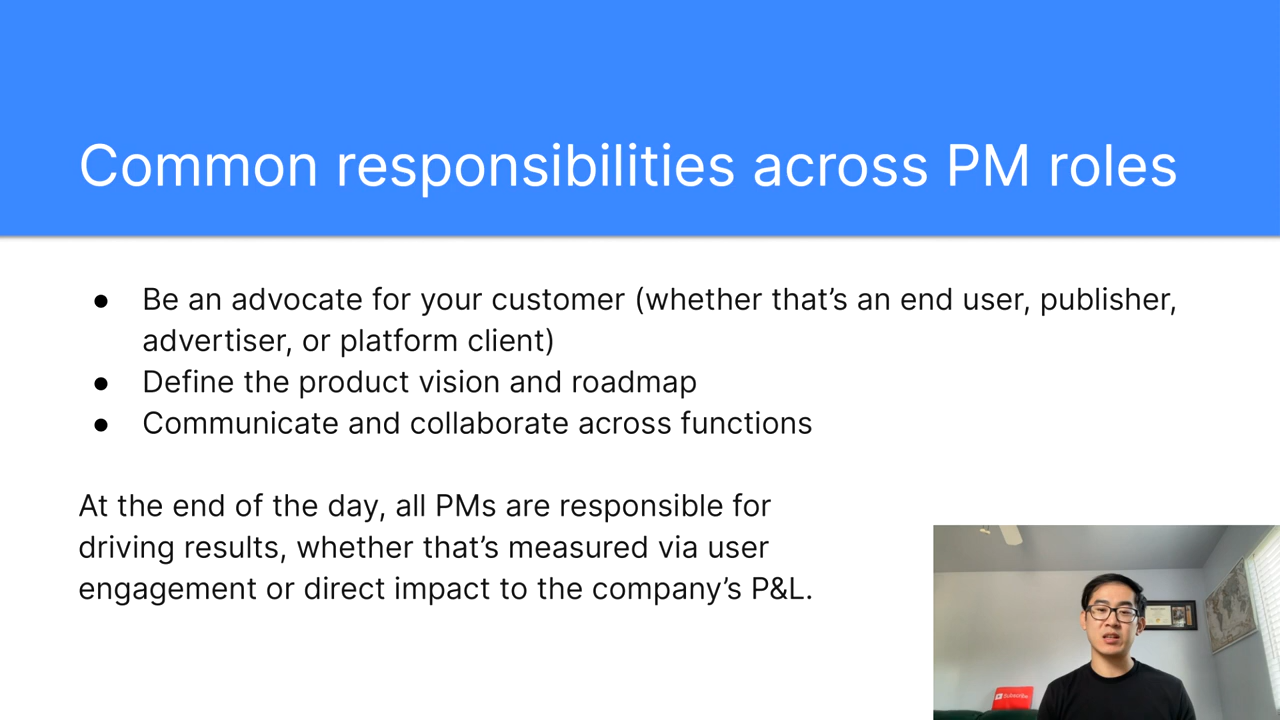 Common responsibilities across PM roles
● Be an advocate for your customer (whether that's an end user, publisher,
advertiser, or platform client)
● Define the product vision and roadmap
● Communicate and collaborate across functions
At the end of the day, all PMs are responsible for
driving results, whether that's measured via user
engagement or direct impact to the company's P&L.
Subscribe